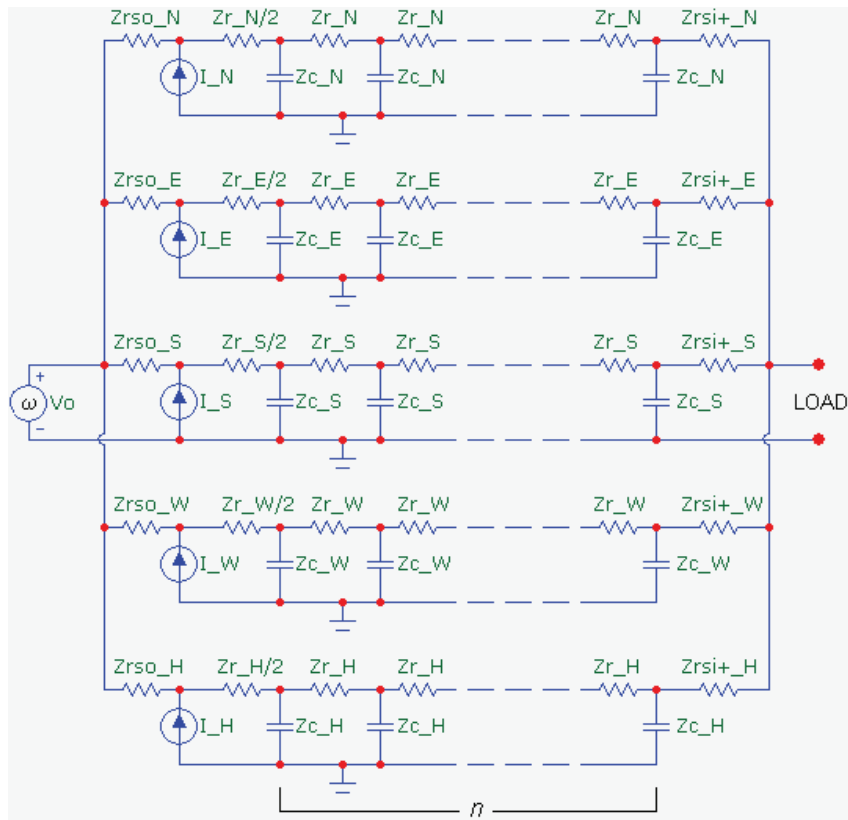 Zrso_N Zr_N/2 Zr_N Zr_N Zr_N Zrsi+_N
I_N Zc_N Zc_N Zc_N
Zrso_E Zr_E/2 Zr_E Zr_E Zr_E Zrsi+_E
I_E Zc_E Zc_E Zc_E
Zrso_S Zr_S/2 Zr_S Zr_S Zr_S Zrsi+_S
+ ω Vo − I_S Zc_S Zc_S Zc_S LOAD
Zrso_W Zr_W/2 Zr_W Zr_W Zr_W Zrsi+_W
I_W Zc_W Zc_W Zc_W
Zrso_H Zr_H/2 Zr_H Zr_H Zr_H Zrsi+_H
I_H Zc_H Zc_H Zc_H
n